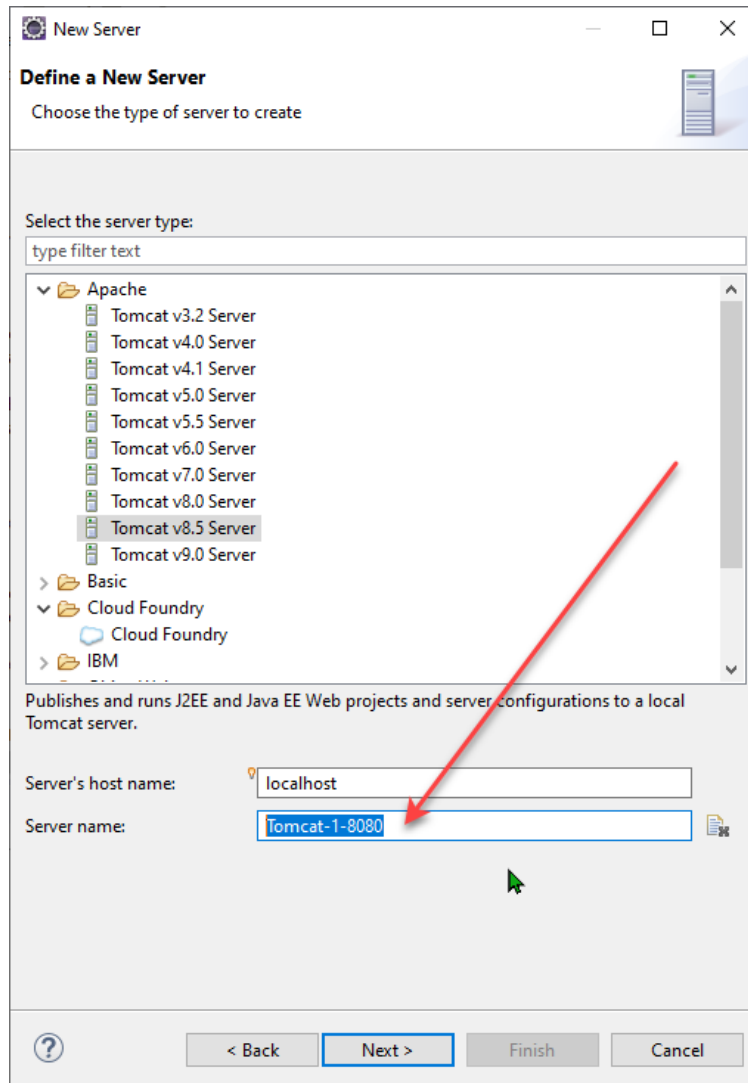 New Server
Define a New Server
Choose the type of server to create
Select the server type:
type filter text
Apache
Tomcat v3.2 Server
Tomcat v4.0 Server
Tomcat v4.1 Server
Tomcat v5.0 Server
Tomcat v5.5 Server
Tomcat v6.0 Server
Tomcat v7.0 Server
Tomcat v8.0 Server
Tomcat v8.5 Server
Tomcat v9.0 Server
Basic
Cloud Foundry
Cloud Foundry
IBM
Publishes and runs J2EE and Java EE Web projects and server configurations to a local
Tomcat server.
Server's host name: localhost
Server name: Tomcat-1-8080
? < Back Next > Finish Cancel